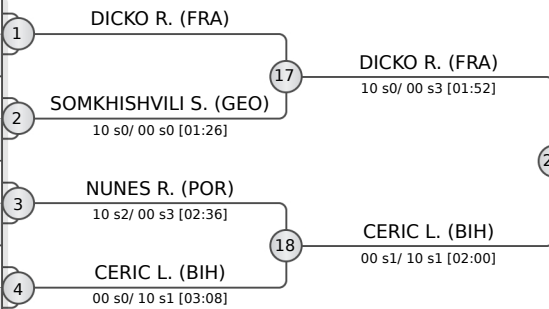 DICKO R. (FRA)
1
17
DICKO R. (FRA)
10 s0/ 00 s3 [01:52]
SOMKHISHVILI S. (GEO)
2
10 s0/ 00 s0 [01:26]
NUNES R. (POR)
3
10 s2/ 00 s3 [02:36]
18
CERIC L. (BIH)
00 s1/ 10 s1 [02:00]
CERIC L. (BIH)
4
00 s0/ 10 s1 [03:08]